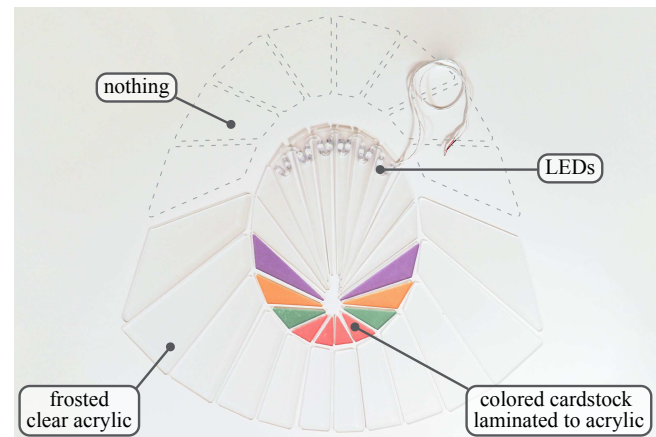 nothing
LEDs
frosted
clear acrylic
colored cardstock
laminated to acrylic